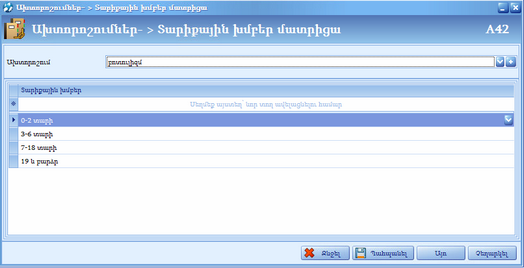 Ախտորոշումներ- > Տարիքային խմբեր մատրիցա
Ախտորոշումներ- > Տարիքային խմբեր մատրիցա A42
Ախտորոշում բոտուլիզմ
Տարիքային խմբեր
Սեղմեք այստեղ՝ նոր տող ավելացնելու համար
0-2 տարի
3-6 տարի
7-18 տարի
19 և բարձր
Ջնջել Պահպանել Այո Չեղարկել